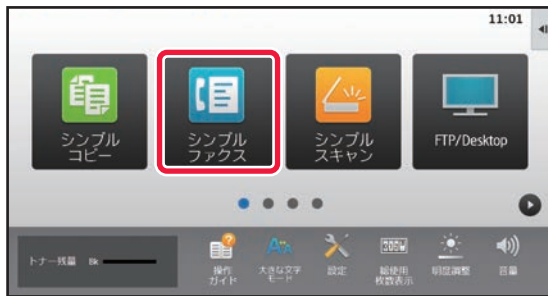 11:01
シンプル
コピー
シンプル
ファクス
シンプル
スキャン
FTP/Desktop
トナー残量 Bk
操作
ガイド
大きな文字
モード
設定
総使用
枚数表示
明度調整
音量